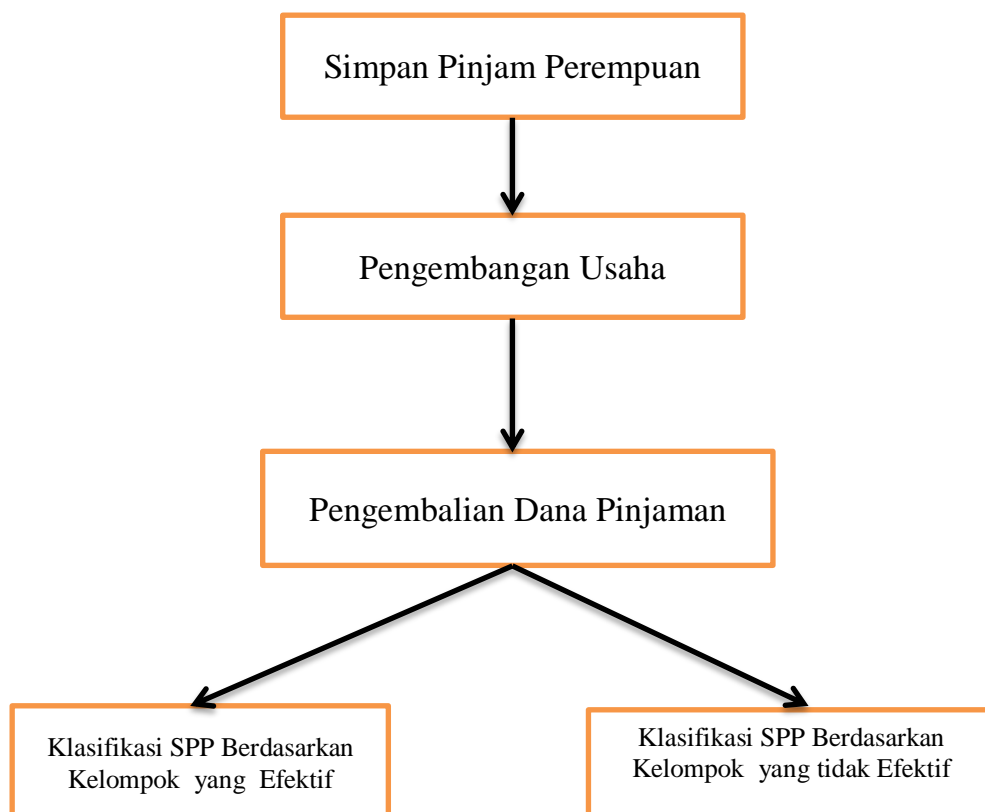 Simpan Pinjam Perempuan
Pengembangan Usaha
Pengembalian Dana Pinjaman
Klasifikasi SPP Berdasarkan
Kelompok yang Efektif
Klasifikasi SPP Berdasarkan
Kelompok yang tidak Efektif